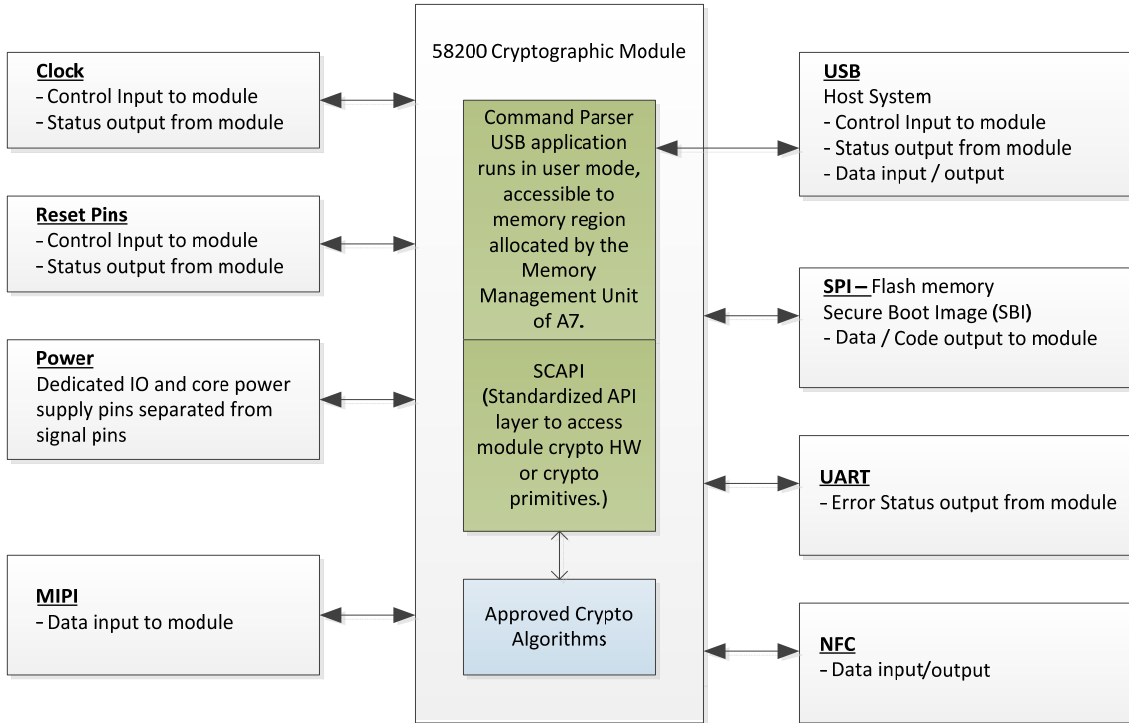 58200 Cryptographic Module
Clock
- Control Input to module
- Status output from module
Reset Pins
- Control Input to module
- Status output from module
Power
Dedicated IO and core power
supply pins separated from
signal pins
MIPI
- Data input to module
Command Parser
USB application
runs in user mode,
accessible to
memory region
allocated by the
Memory
Management Unit
of A7.
SCAPI
(Standardized API
layer to access
module crypto HW
or crypto
primitives.)
Approved Crypto
Algorithms
USB
Host System
- Control Input to module
- Status output from module
- Data input / output
SPI – Flash memory
Secure Boot Image (SBI)
- Data / Code output to module
UART
- Error Status output from module
NFC
- Data input/output